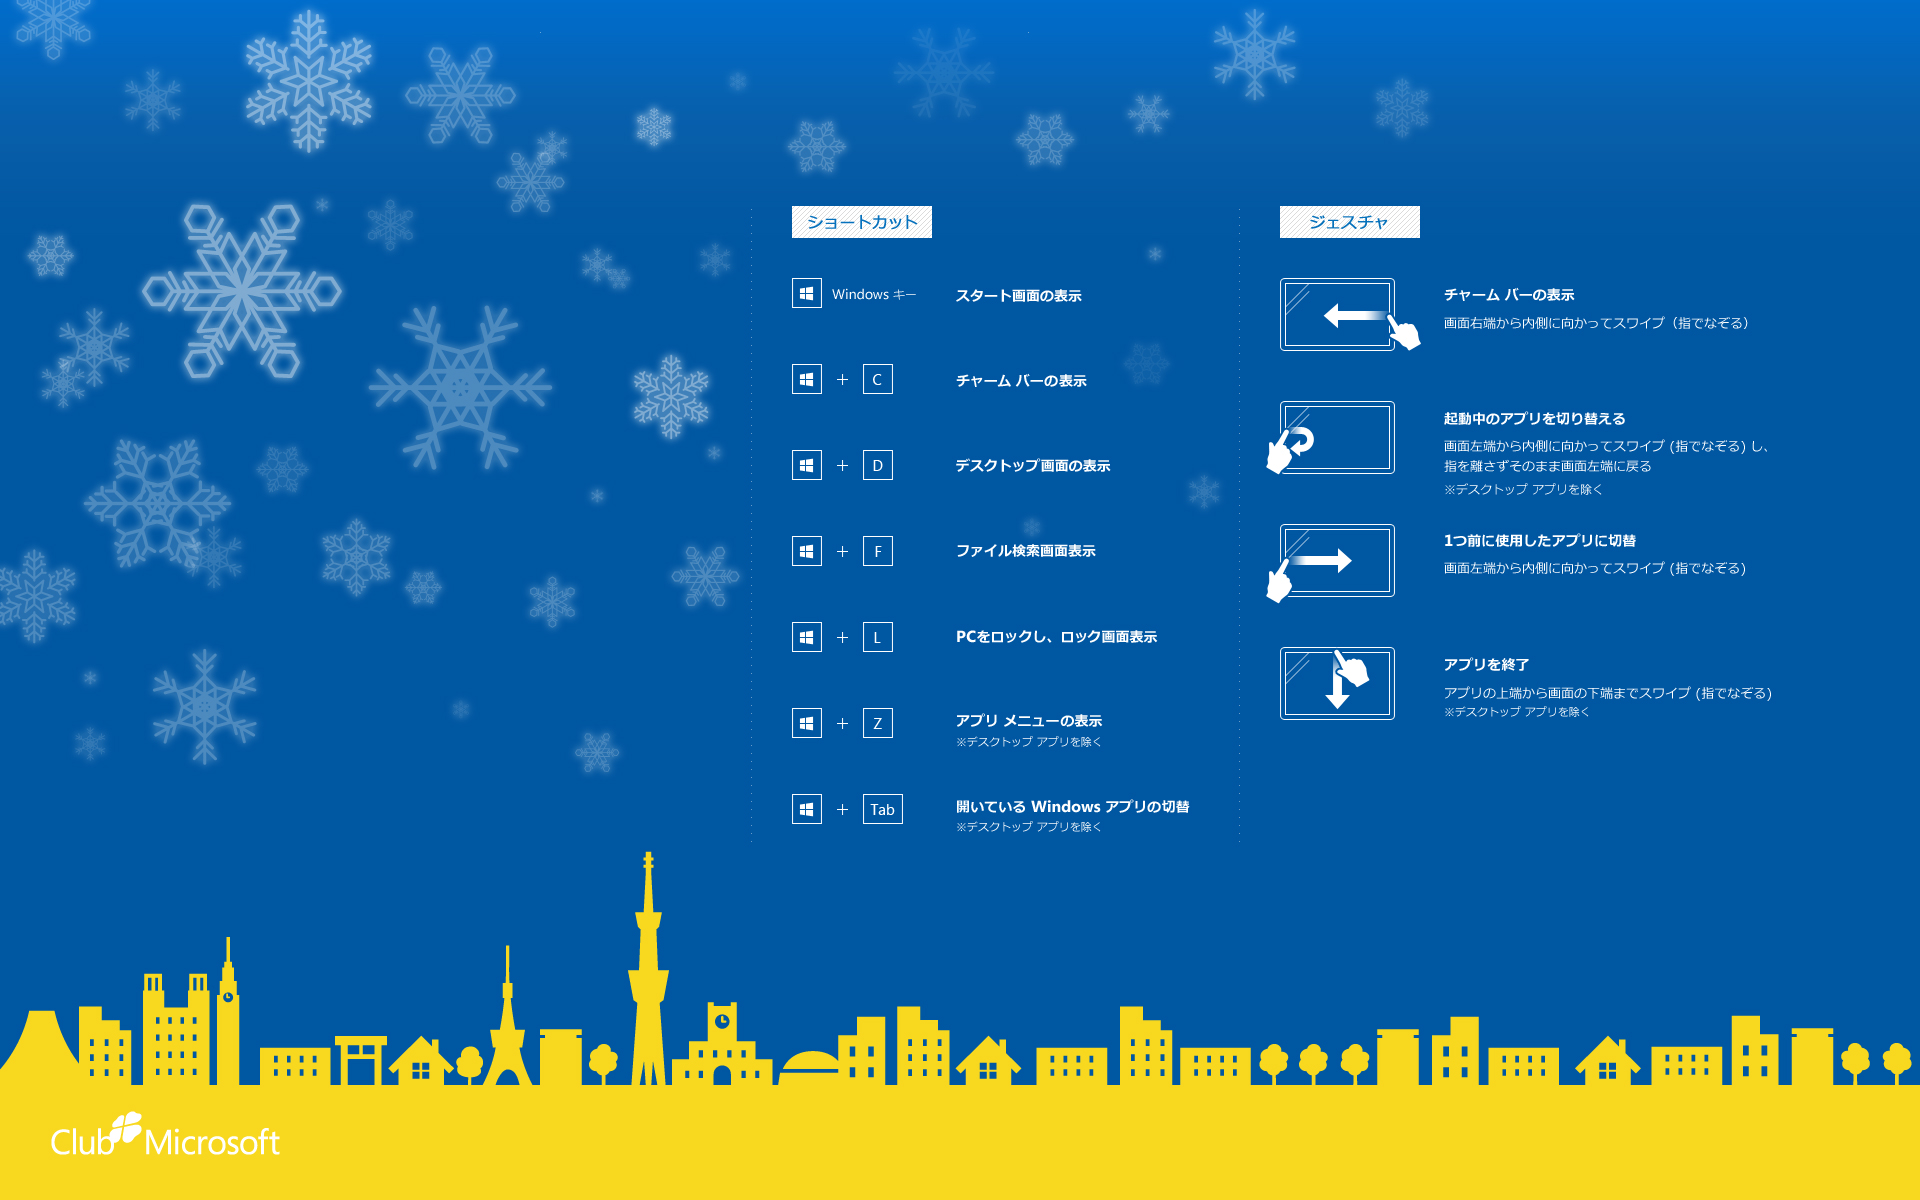 ショートカット
Windows キー スタート画面の表示
+ C チャーム バーの表示
+ D デスクトップ画面の表示
+ F ファイル検索画面表示
+ L PCをロックし、ロック画面表示
+ Z アプリ メニューの表示
※デスクトップ アプリを除く
+ Tab 開いている Windows アプリの切替
※デスクトップ アプリを除く
ジェスチャ
チャーム バーの表示
画面右端から内側に向かってスワイプ（指でなぞる）
起動中のアプリを切り替える
画面左端から内側に向かってスワイプ (指でなぞる) し、
指を離さずそのまま画面左端に戻る
※デスクトップ アプリを除く
1つ前に使用したアプリに切替
画面左端から内側に向かってスワイプ (指でなぞる)
アプリを終了
アプリの上端から画面の下端までスワイプ (指でなぞる)
※デスクトップ アプリを除く
Club Microsoft